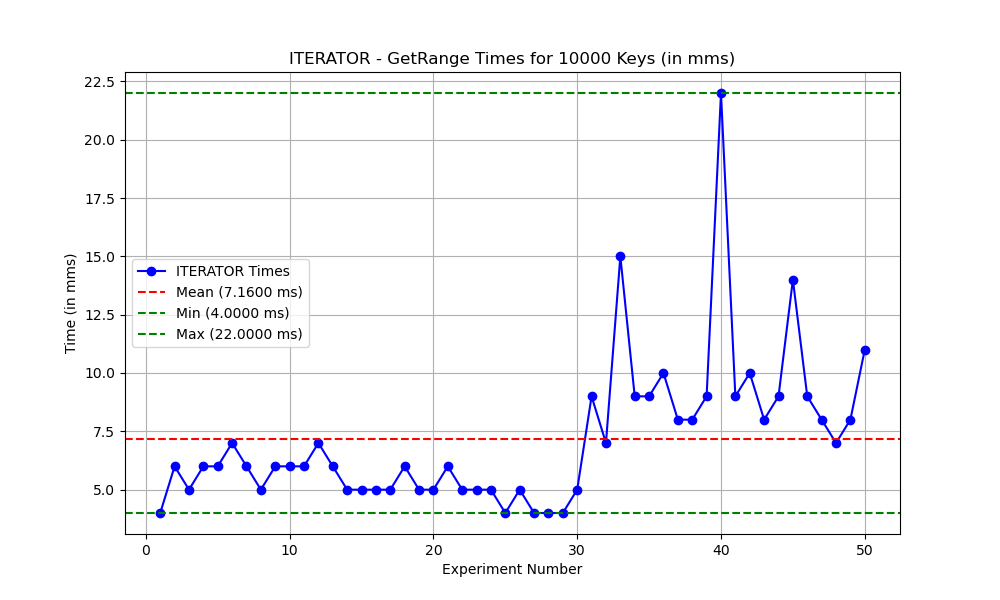 ITERATOR - GetRange Times for 10000 Keys (in mms)
22.5
20.0
17.5
15.0
12.5
10.0
7.5
5.0
Time (in mms)
ITERATOR Times
Mean (7.1600 ms)
Min (4.0000 ms)
Max (22.0000 ms)
0 10 20 30 40 50
Experiment Number